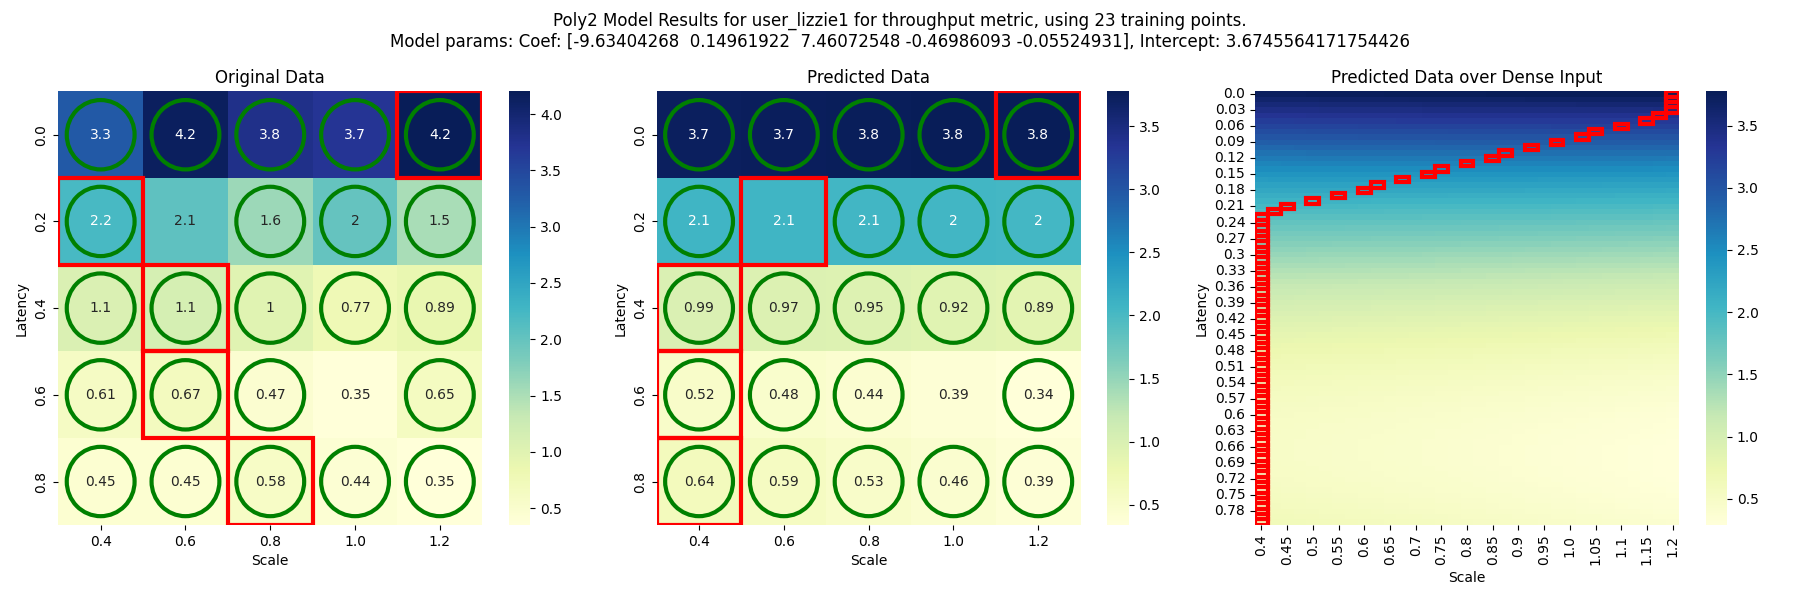 Poly2 Model Results for user_lizzie1 for throughput metric, using 23 training points.
Model params: Coef: [-9.63404268  0.14961922  7.46072548 -0.46986093 -0.05524931], Intercept: 3.6745564171754426
Original Data
Latency
0.0
0.2
0.4
0.6
0.8
3.3 4.2 3.8 3.7 4.2
2.2 2.1 1.6 2 1.5
1.1 1.1 1 0.77 0.89
0.61 0.67 0.47 0.35 0.65
0.45 0.45 0.58 0.44 0.35
0.4 0.6 0.8 1.0 1.2
Scale
4.0
3.5
3.0
2.5
2.0
1.5
1.0
0.5
Predicted Data
Latency
0.0
0.2
0.4
0.6
0.8
3.7 3.7 3.8 3.8 3.8
2.1 2.1 2.1 2 2
0.99 0.97 0.95 0.92 0.89
0.52 0.48 0.44 0.39 0.34
0.64 0.59 0.53 0.46 0.39
0.4 0.6 0.8 1.0 1.2
Scale
3.5
3.0
2.5
2.0
1.5
1.0
0.5
Predicted Data over Dense Input
Latency
0.0
0.03
0.06
0.09
0.12
0.15
0.18
0.21
0.24
0.27
0.3
0.33
0.36
0.39
0.42
0.45
0.48
0.51
0.54
0.57
0.6
0.63
0.66
0.69
0.72
0.75
0.78
0.4 0.45 0.5 0.55 0.6 0.65 0.7 0.75 0.8 0.85 0.9 0.95 1.0 1.05 1.1 1.15 1.2
Scale
3.5
3.0
2.5
2.0
1.5
1.0
0.5